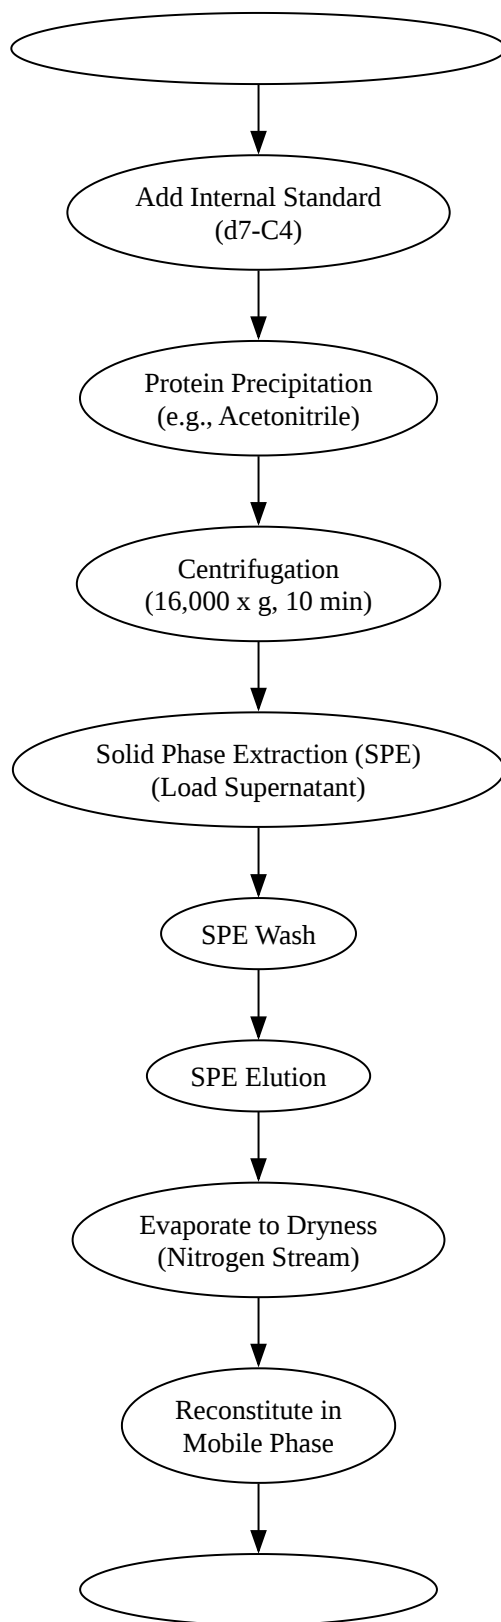 Add Internal Standard
(d7-C4)
Protein Precipitation
(e.g., Acetonitrile)
Centrifugation
(16,000 x g, 10 min)
Solid Phase Extraction (SPE)
(Load Supernatant)
SPE Wash
SPE Elution
Evaporate to Dryness
(Nitrogen Stream)
Reconstitute in
Mobile Phase